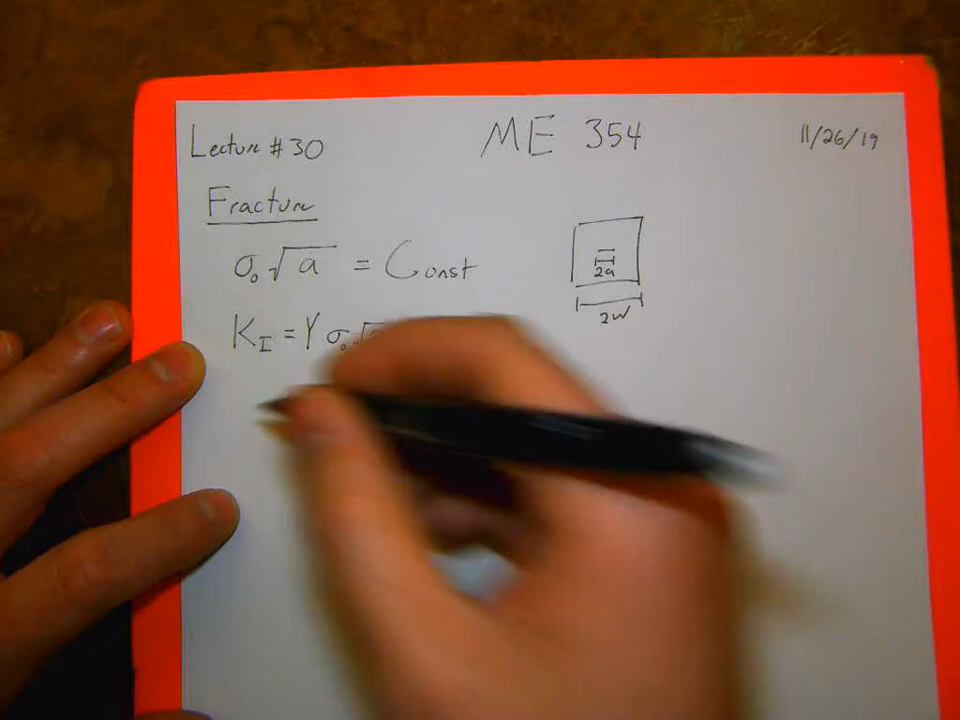 Lecture #30
ME 354
11/26/19
Fracture
σ₀√a = Const
2a
2w
K_I = Y σ₀√